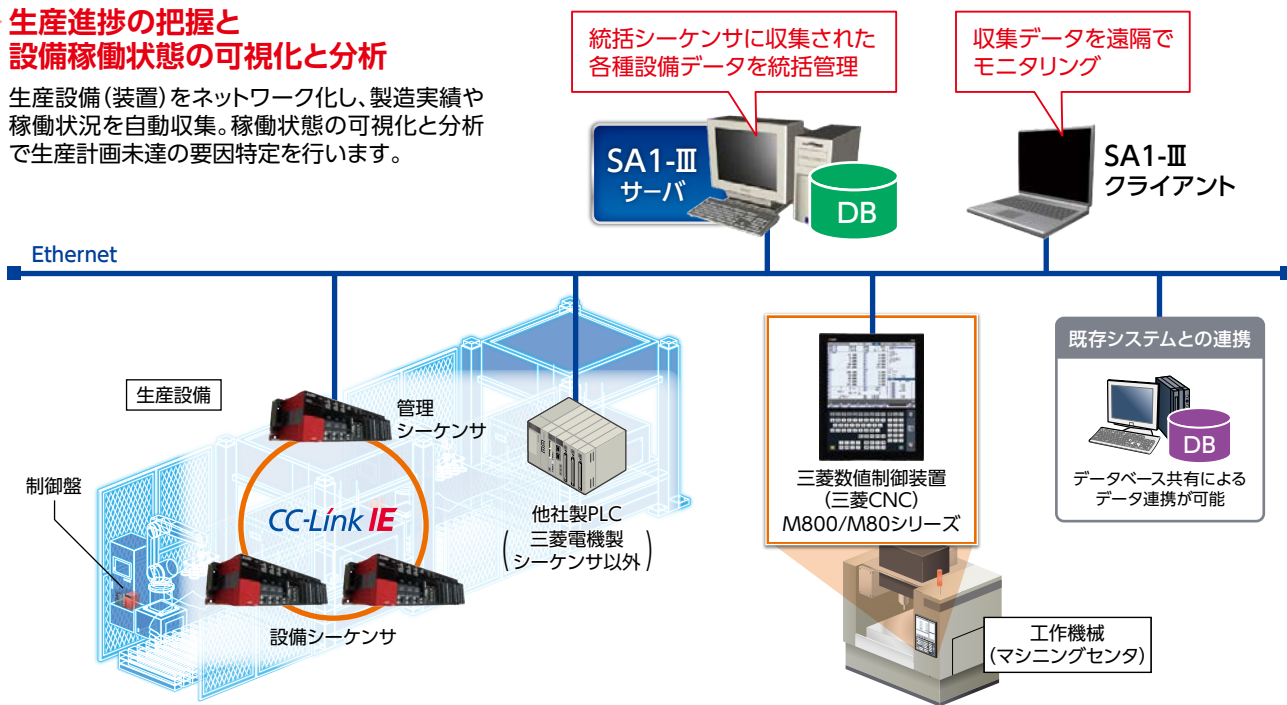 生産進捗の把握と
設備稼働状態の可視化と分析
生産設備（装置）をネットワーク化し、製造実績や
稼働状況を自動収集。稼働状態の可視化と分析
で生産計画未達の要因特定を行います。
統括シーケンサに収集された
各種設備データを統括管理
収集データを遠隔で
モニタリング
SA1-Ⅲ
サーバ
DB
SA1-Ⅲ
クライアント
Ethernet
生産設備
管理
シーケンサ
制御盤
CC-Link IE
設備シーケンサ
他社製PLC
（三菱電機製
シーケンサ以外）
三菱数値制御装置
（三菱CNC）
M800/M80シリーズ
工作機械
（マシニングセンタ）
既存システムとの連携
DB
データベース共有による
データ連携が可能